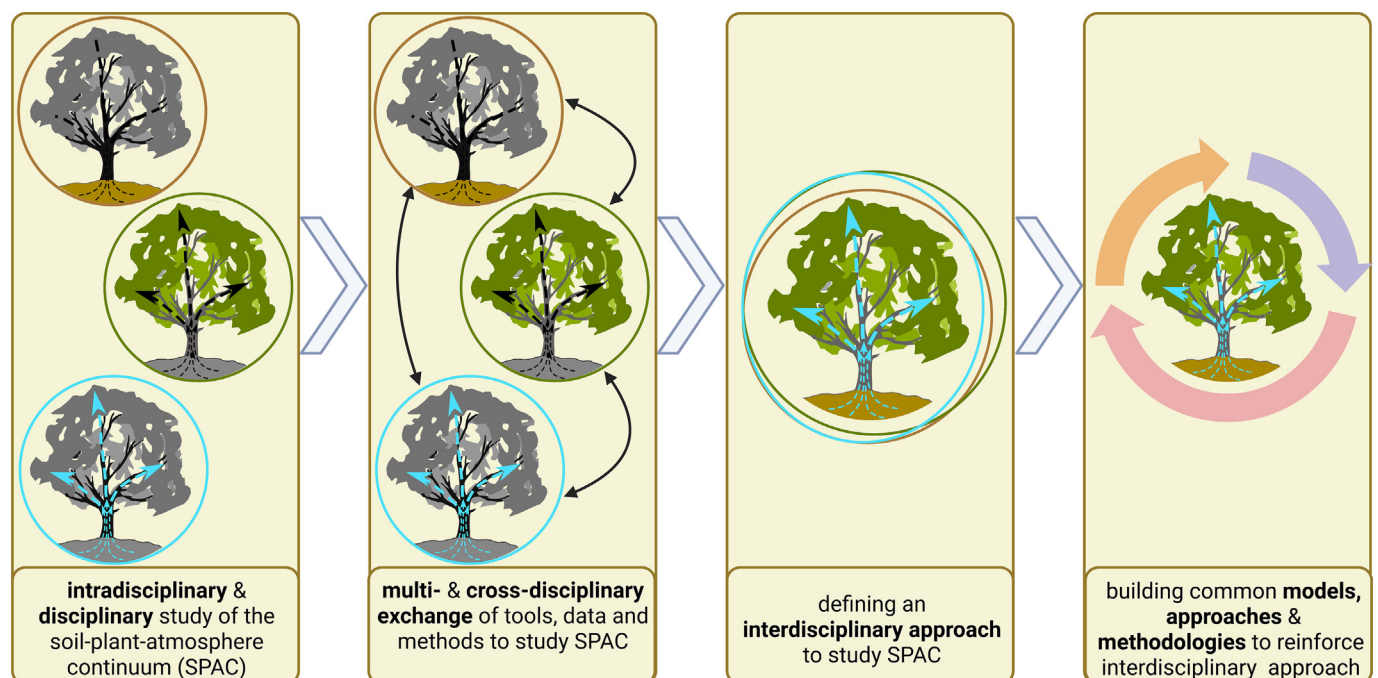 intradisciplinary &
disciplinary study of the
soil-plant-atmosphere
continuum (SPAC)
multi- & cross-disciplinary
exchange of tools, data and
methods to study SPAC
defining an
interdisciplinary approach
to study SPAC
building common models,
approaches &
methodologies to reinforce
interdisciplinary approach